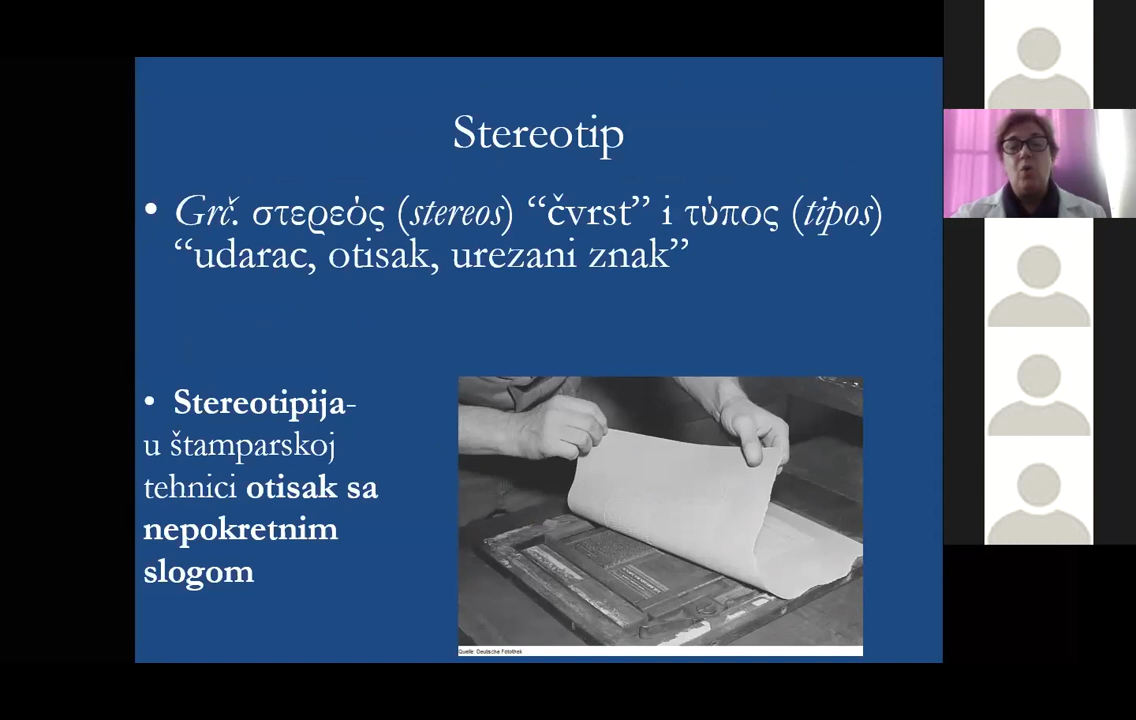 Stereotip
• Grč. στερεός (stereos) “čvrst” i τύπος (tipos)
“udarac, otisak, urezani znak”
• Stereotipija-
u štamparskoj
tehnici otisak sa
nepokretnim
slogom
Quelle: Deutsche Fotothek